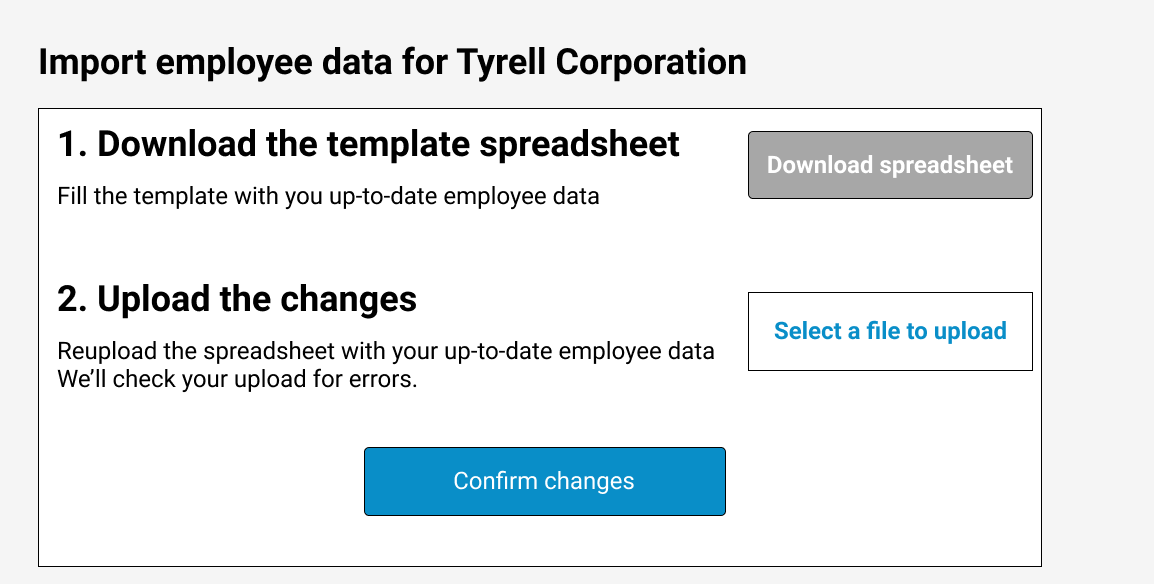 Import employee data for Tyrell Corporation
1. Download the template spreadsheet
Download spreadsheet
Fill the template with you up-to-date employee data
2. Upload the changes
Select a file to upload
Reupload the spreadsheet with your up-to-date employee data
We’ll check your upload for errors.
Confirm changes